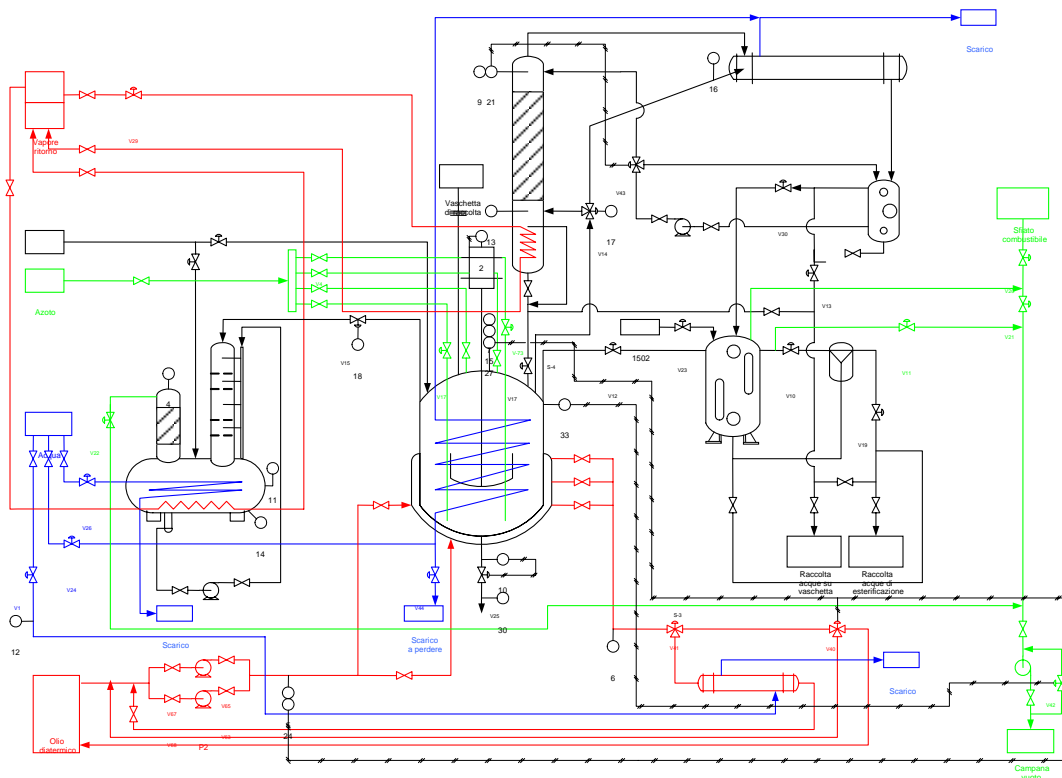 Scarico
9 21
16
V29
Vapore
ritorno
Vaschetta
di raccolta
V43
V30
Sfiato
combustibile
13
17
V14
2
Azoto
V13
V15
18
15
27
V-73
S-4
1502
V23
V21
V11
V17
V12
V10
33
4
V19
Acqua
11
V26
14
V24
10
V1
V44
V25
30
12
Scarico
Scarico
a perdere
Raccolta
acque su
vaschetta
Raccolta
acque di
esterificazione
S-3
V41
V40
6
Scarico
V67
V65
V42
24
P2
Olio
diatermico
Campana
vuoto